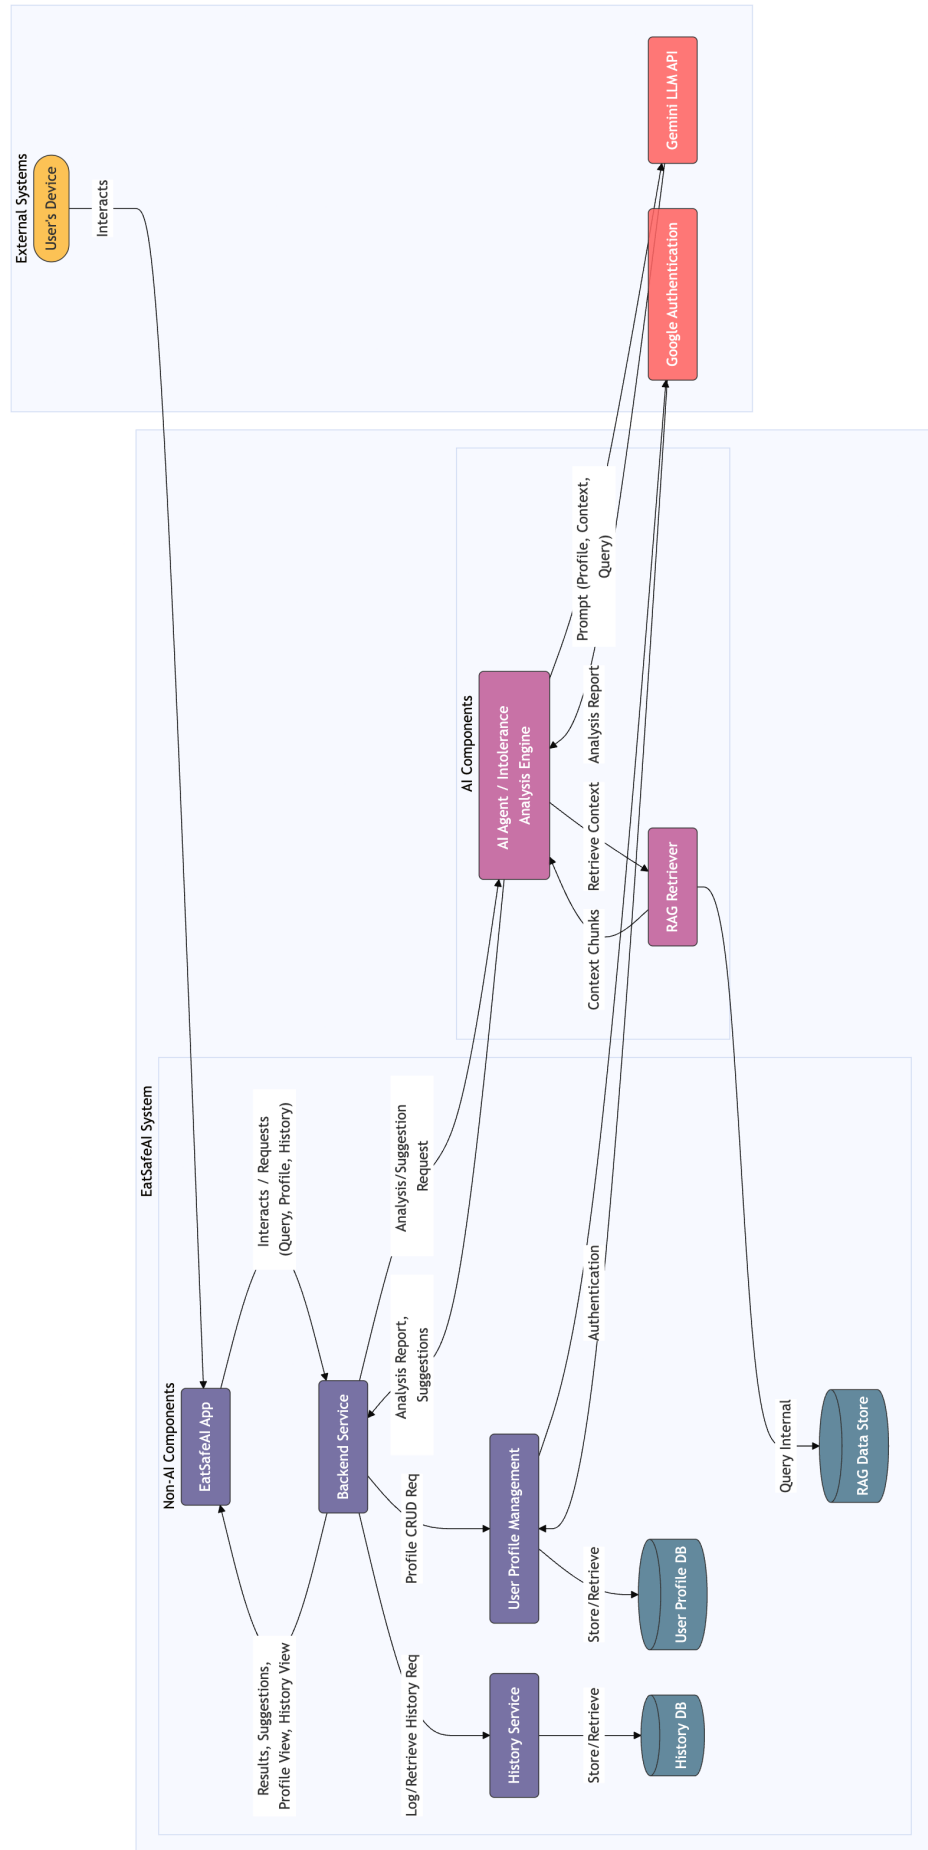 External Systems
User's Device
Interacts
Gemini LLM API
Google Authentication
EatSafeAI System
AI Components
AI Agent / Intolerance
Analysis Engine
Prompt (Profile, Context,
Query)
Analysis Report
Retrieve Context
Context Chunks
RAG Retriever
Non-AI Components
EatSafeAI App
Interacts / Requests
(Query, Profile, History)
Results, Suggestions,
Profile View, History View
Backend Service
Analysis/Suggestion
Request
Analysis Report,
Suggestions
Profile CRUD Req
Log/Retrieve History Req
User Profile Management
History Service
Authentication
Store/Retrieve
Store/Retrieve
Query Internal
User Profile DB
History DB
RAG Data Store